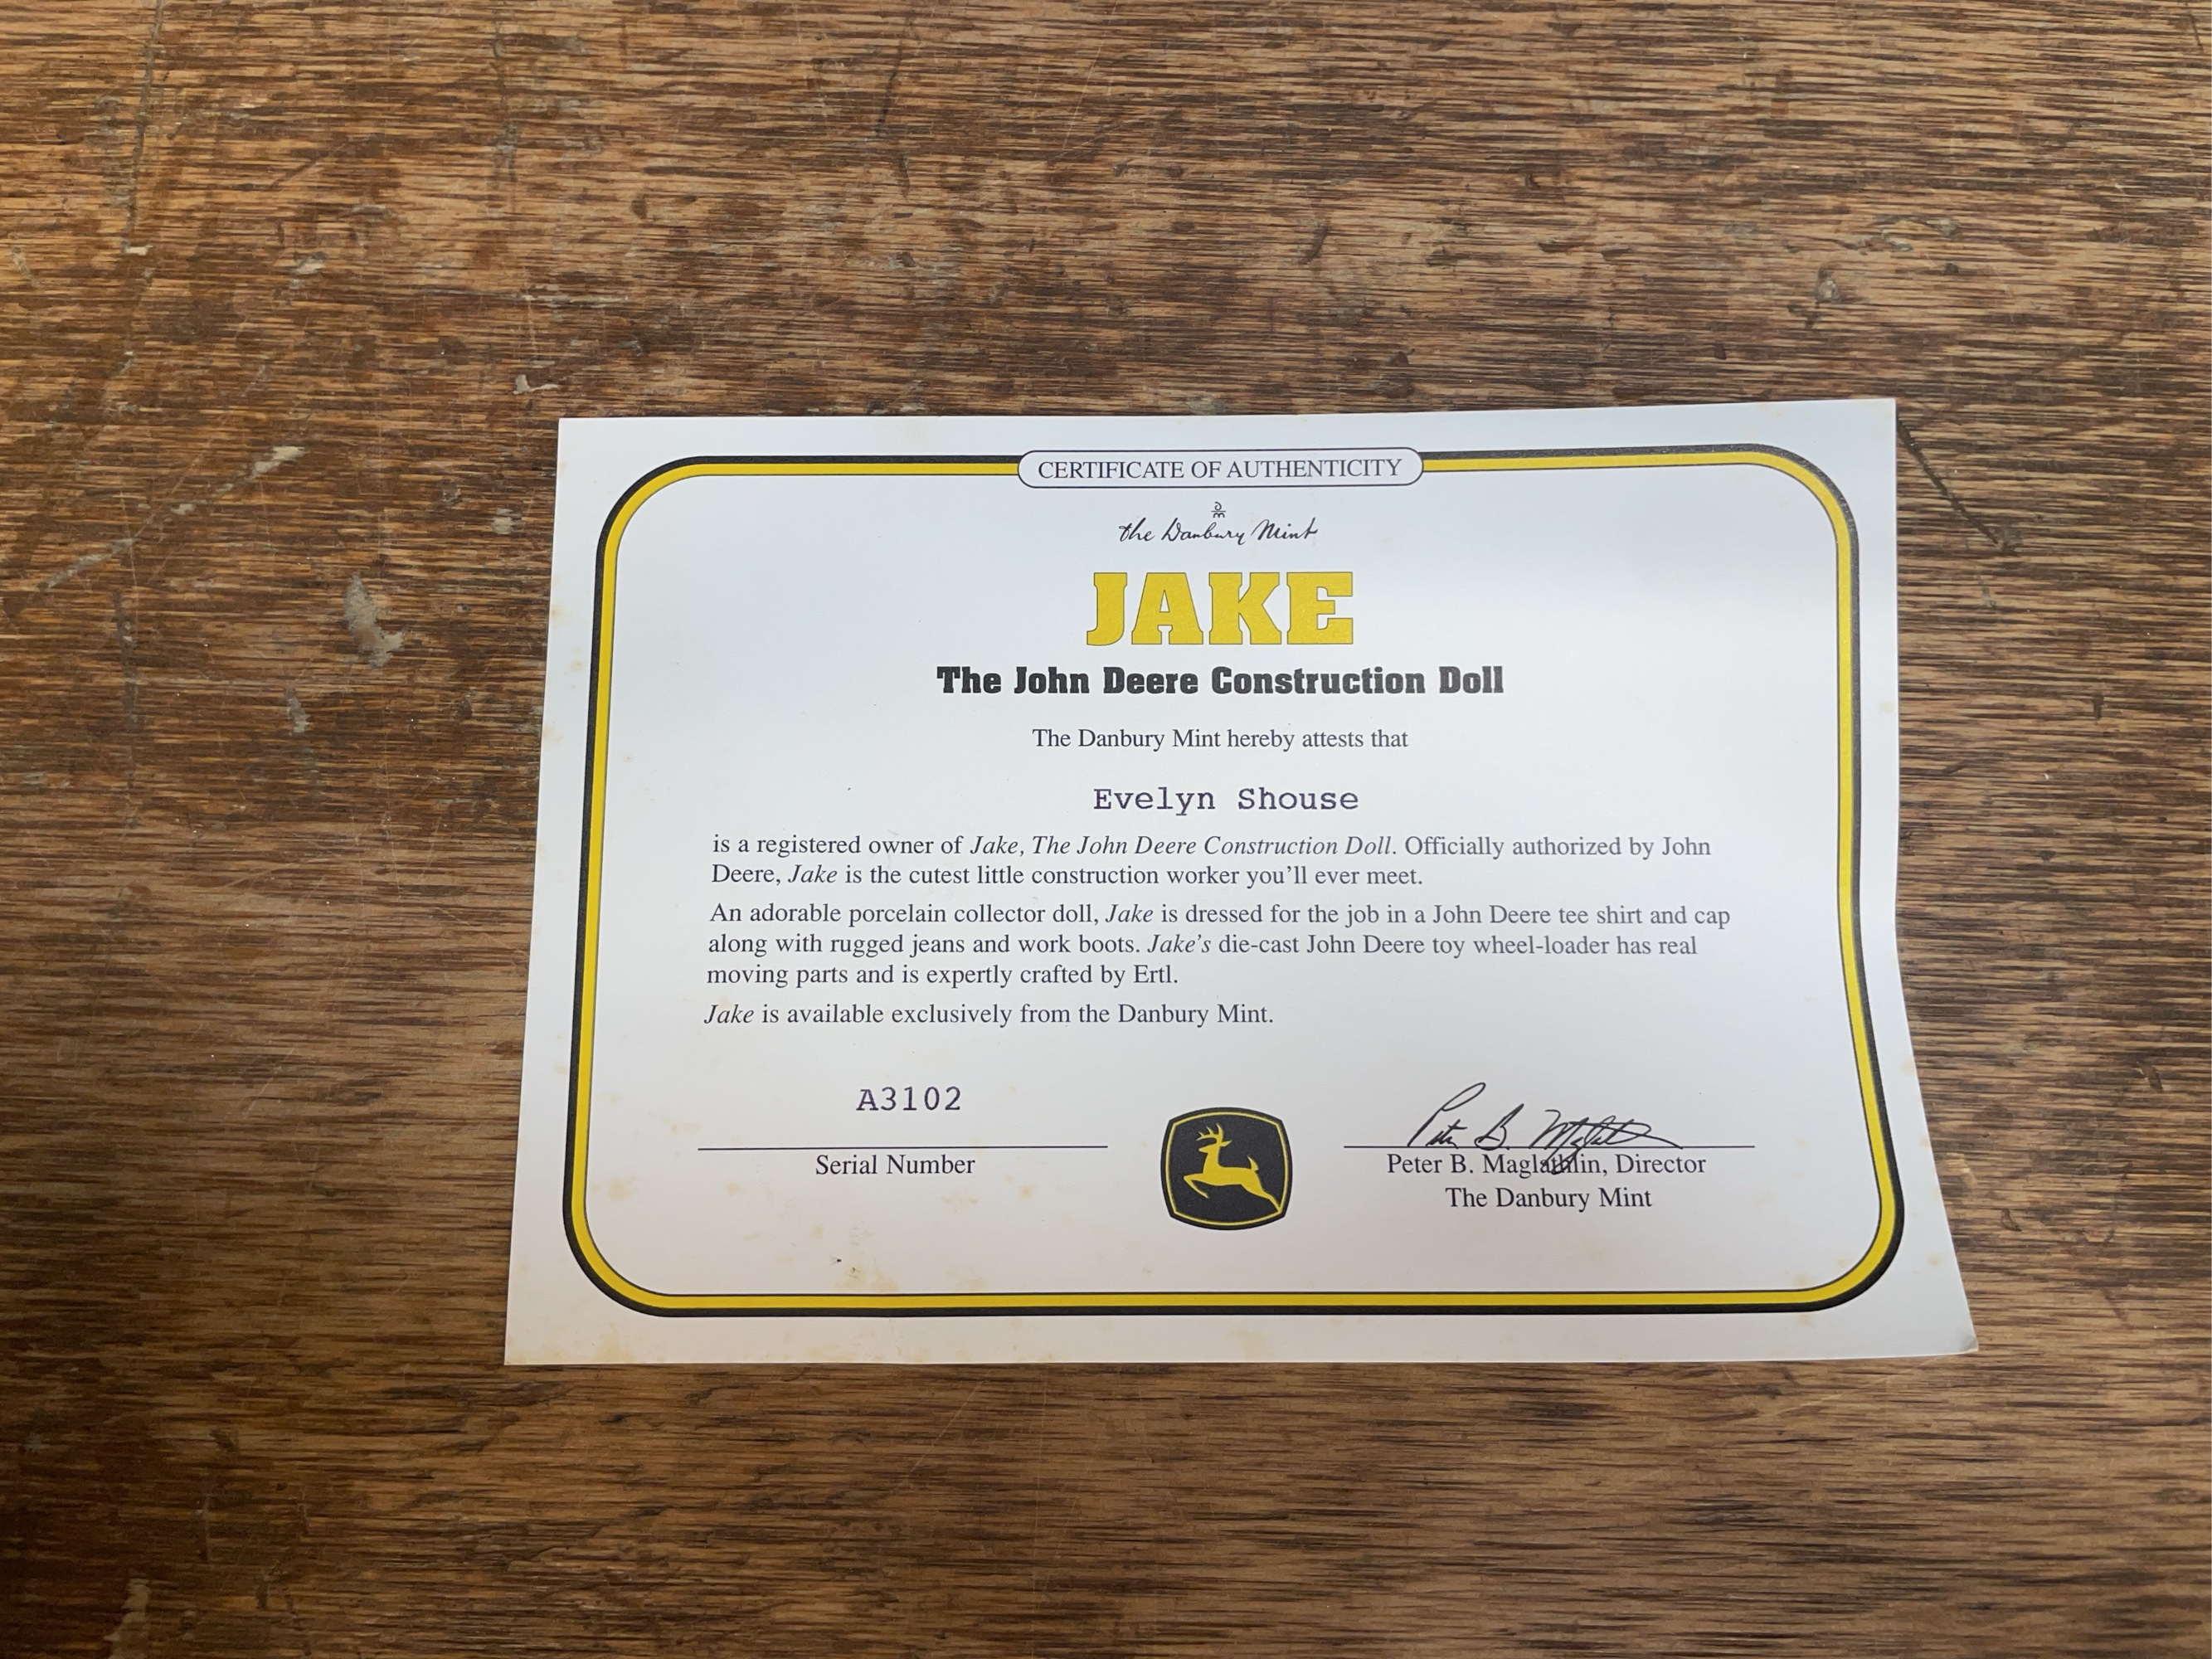 CERTIFICATE OF AUTHENTICITY
the Danbury Mint
JAKE
The John Deere Construction Doll
The Danbury Mint hereby attests that
Evelyn Shouse
is a registered owner of Jake, The John Deere Construction Doll. Officially authorized by John
Deere, Jake is the cutest little construction worker you'll ever meet.
An adorable porcelain collector doll, Jake is dressed for the job in a John Deere tee shirt and cap
along with rugged jeans and work boots. Jake's die-cast John Deere toy wheel-loader has real
moving parts and is expertly crafted by Ertl.
Jake is available exclusively from the Danbury Mint.
A3102
Serial Number
Peter B. Maglathlin
Peter B. Maglathlin, Director
The Danbury Mint